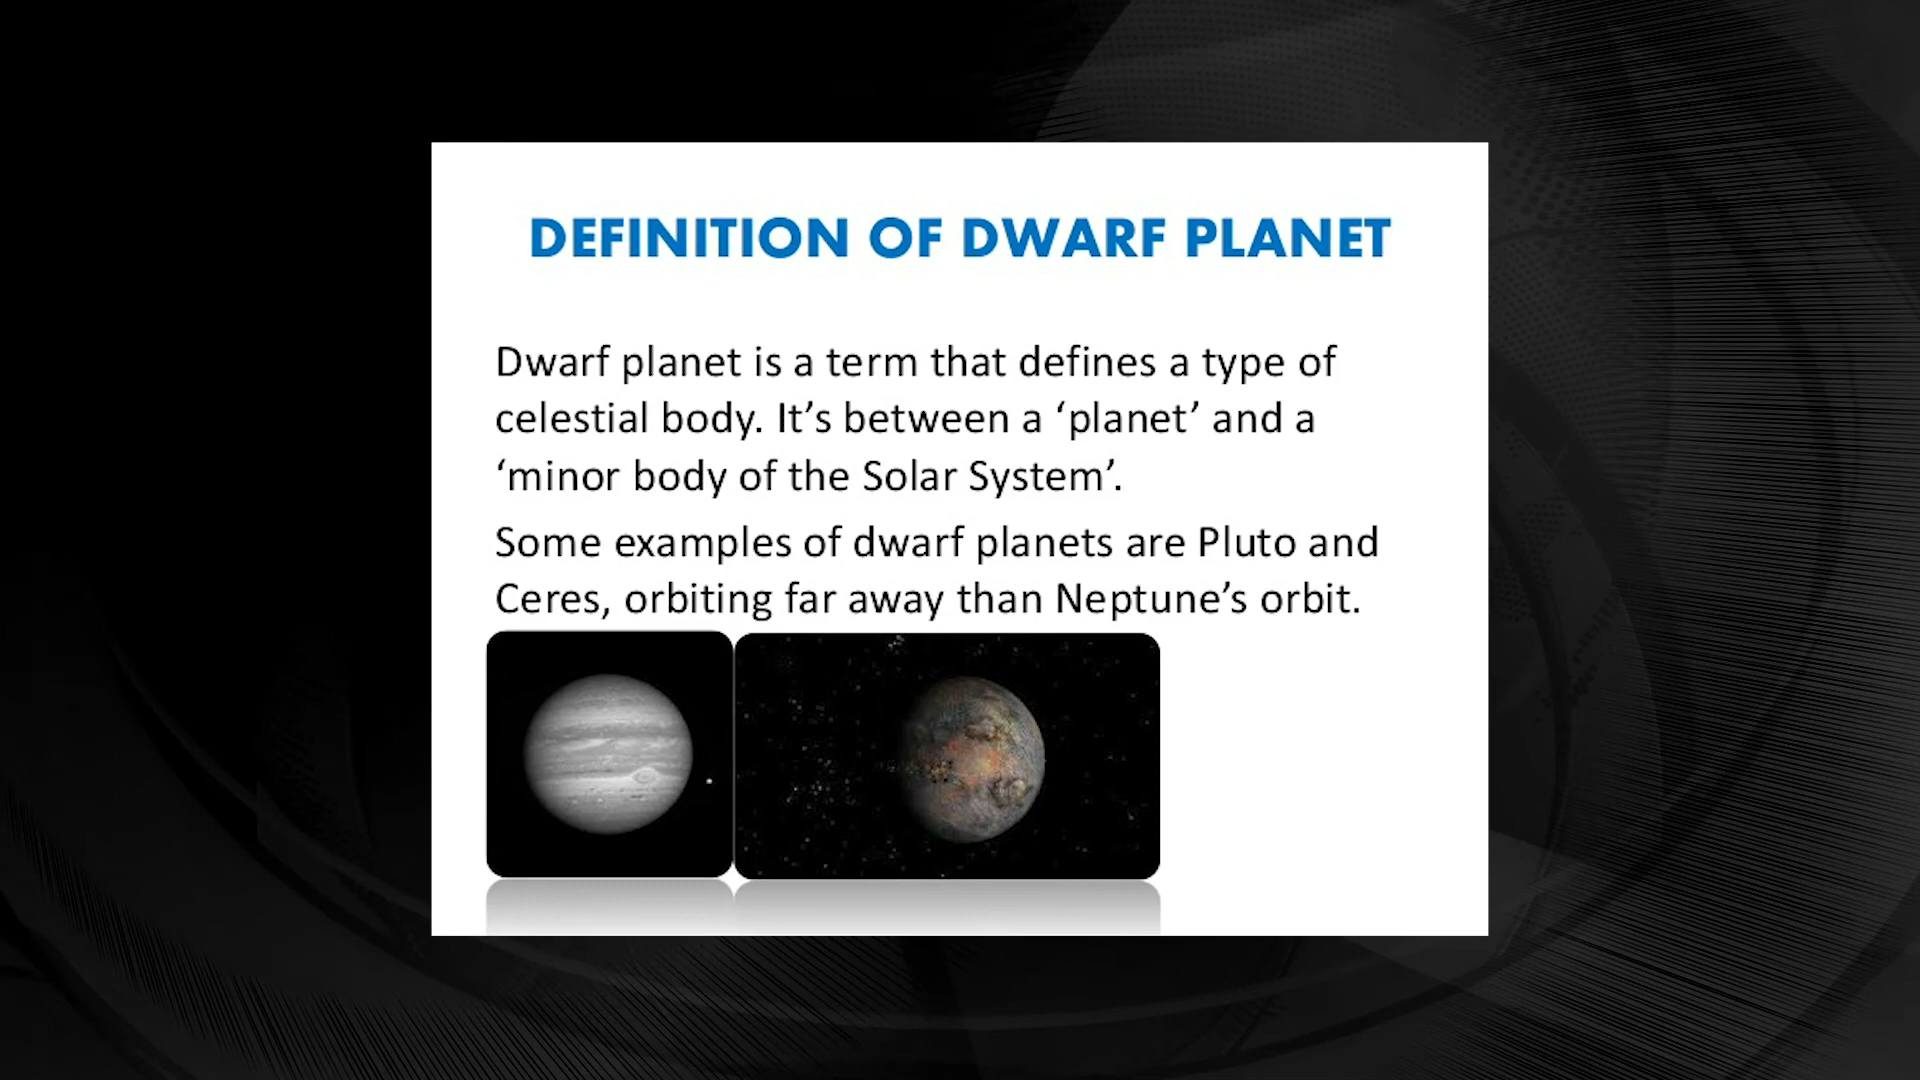 DEFINITION OF DWARF PLANET
Dwarf planet is a term that defines a type of
celestial body. It’s between a ‘planet’ and a
‘minor body of the Solar System’.
Some examples of dwarf planets are Pluto and
Ceres, orbiting far away than Neptune’s orbit.